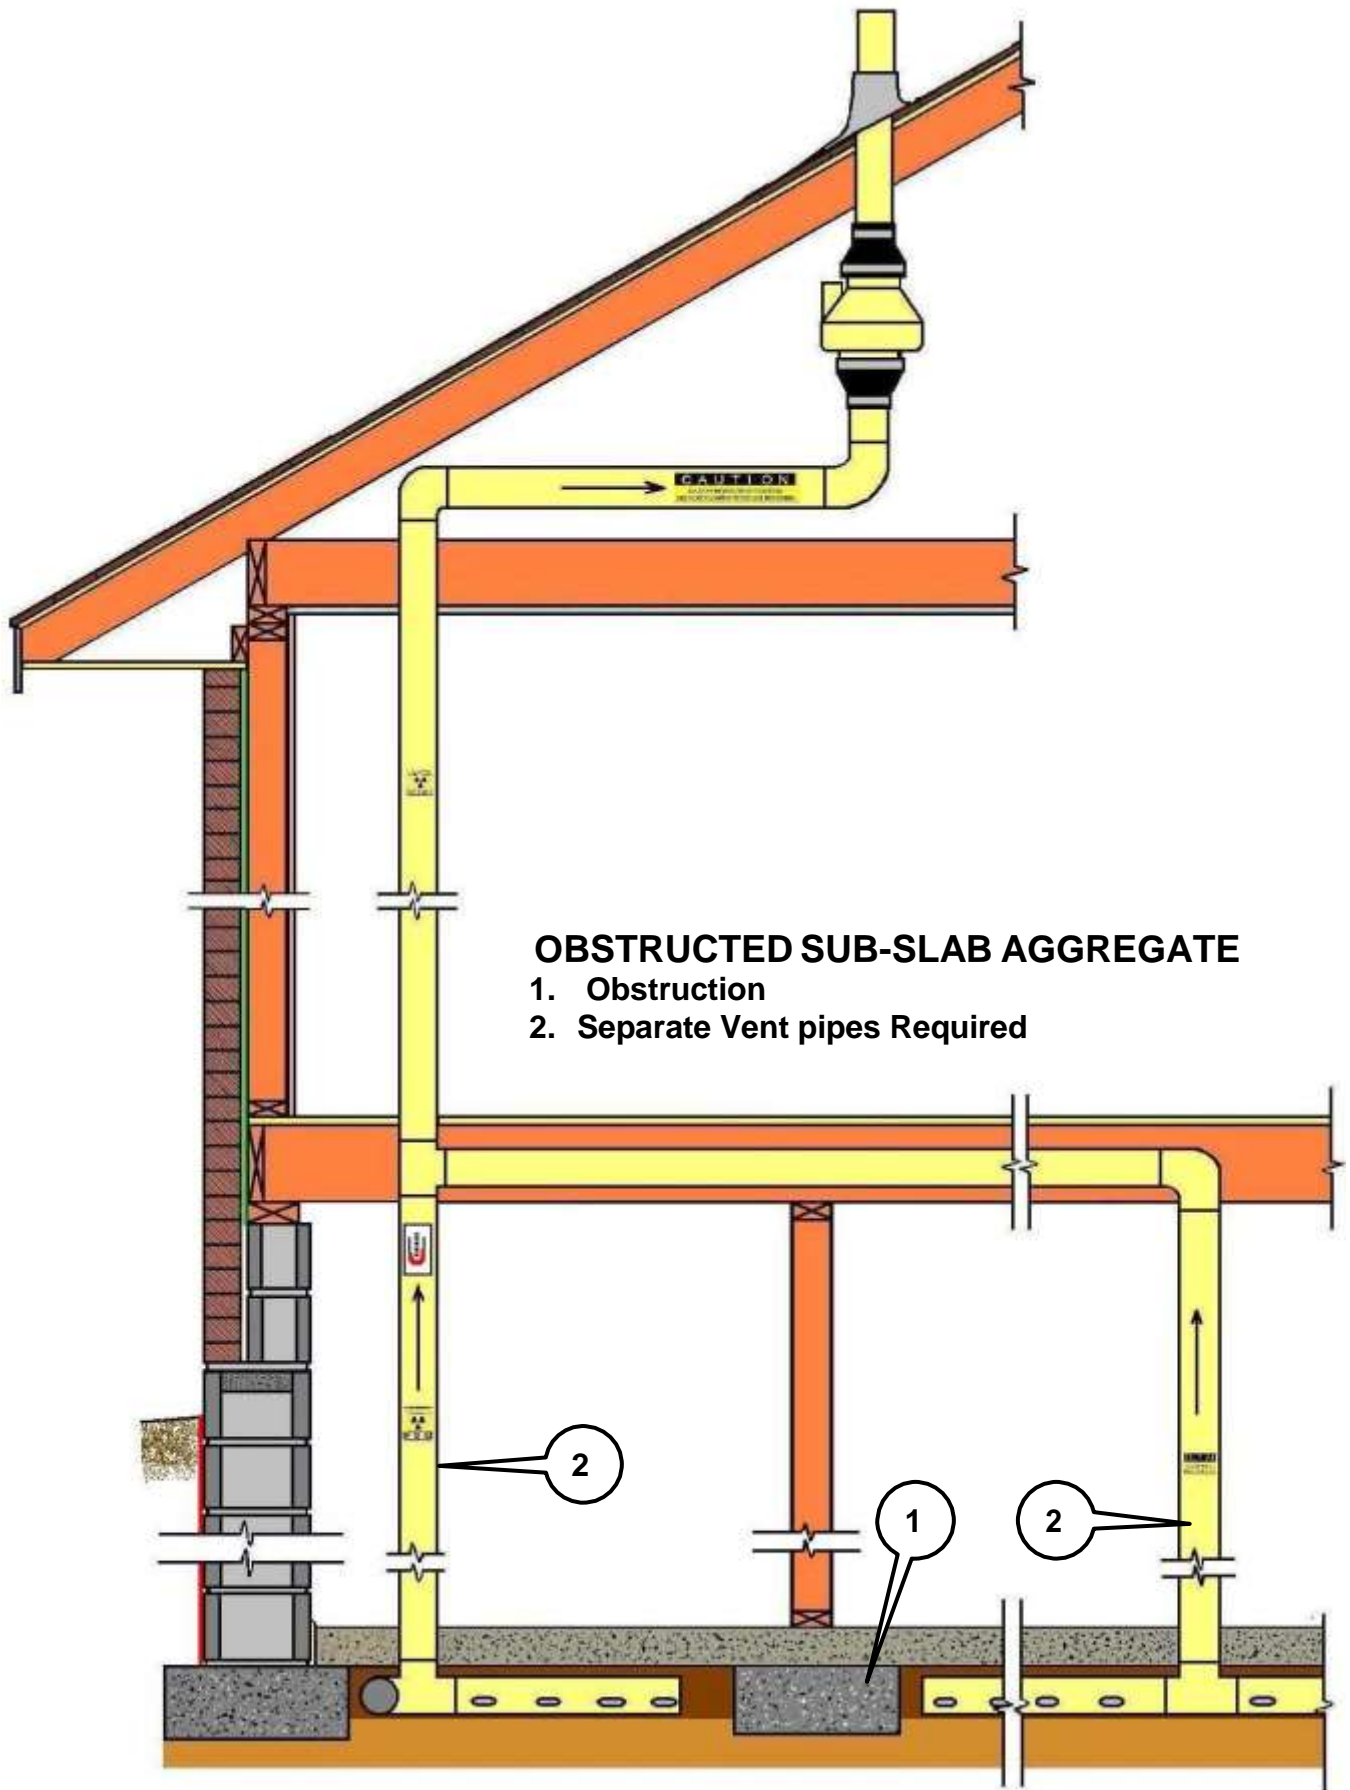 CAUTION
OBSTRUCTED SUB-SLAB AGGREGATE
1. Obstruction
2. Separate Vent pipes Required
2
1
2